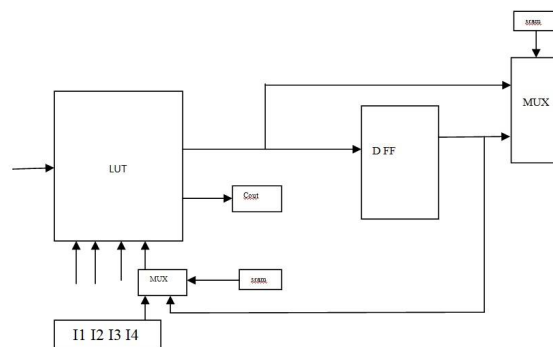 sram
MUX
D FF
LUT
Cout
MUX
sram
I1 I2 I3 I4